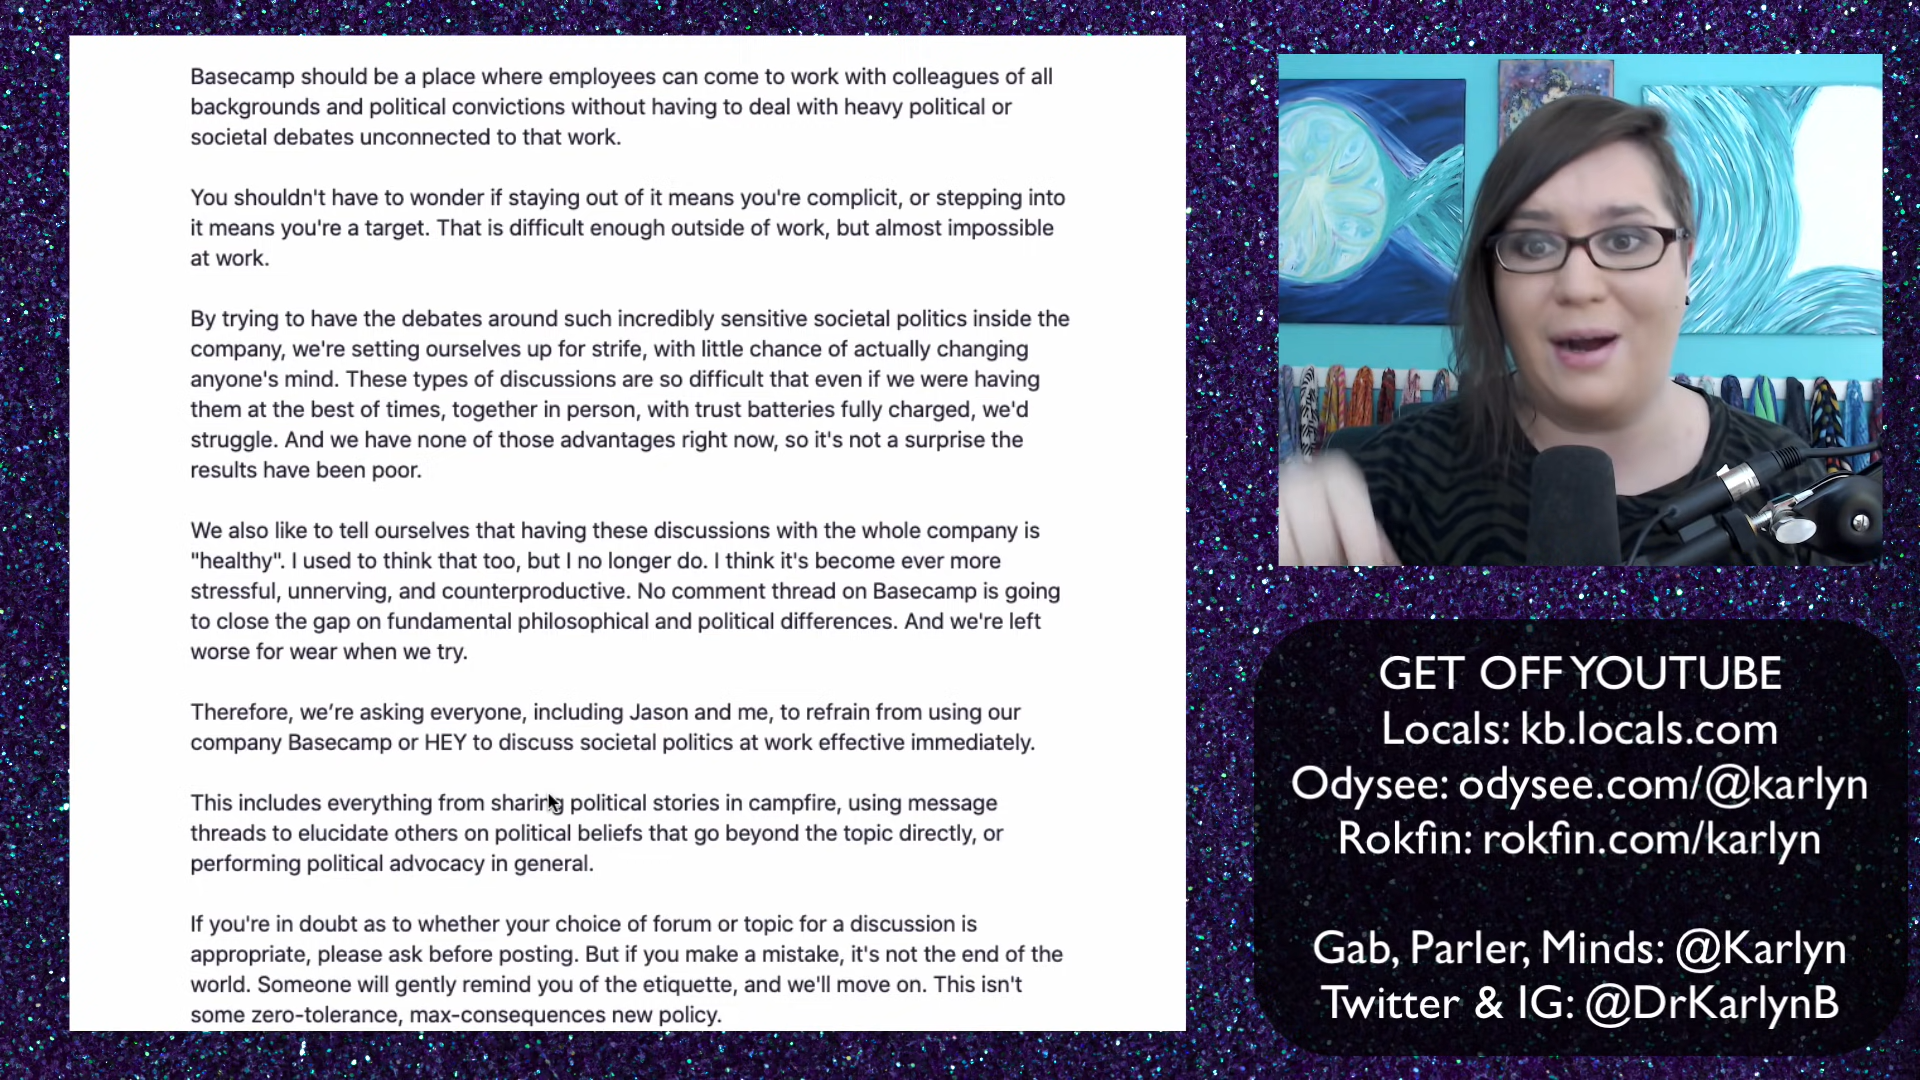 Basecamp should be a place where employees can come to work with colleagues of all
backgrounds and political convictions without having to deal with heavy political or
societal debates unconnected to that work.
You shouldn't have to wonder if staying out of it means you're complicit, or stepping into
it means you're a target. That is difficult enough outside of work, but almost impossible
at work.
By trying to have the debates around such incredibly sensitive societal politics inside the
company, we're setting ourselves up for strife, with little chance of actually changing
anyone's mind. These types of discussions are so difficult that even if we were having
them at the best of times, together in person, with trust batteries fully charged, we'd
struggle. And we have none of those advantages right now, so it's not a surprise the
results have been poor.
We also like to tell ourselves that having these discussions with the whole company is
"healthy". I used to think that too, but I no longer do. I think it's become ever more
stressful, unnerving, and counterproductive. No comment thread on Basecamp is going
to close the gap on fundamental philosophical and political differences. And we're left
worse for wear when we try.
Therefore, we’re asking everyone, including Jason and me, to refrain from using our
company Basecamp or HEY to discuss societal politics at work effective immediately.
This includes everything from sharing political stories in campfire, using message
threads to elucidate others on political beliefs that go beyond the topic directly, or
performing political advocacy in general.
If you're in doubt as to whether your choice of forum or topic for a discussion is
appropriate, please ask before posting. But if you make a mistake, it's not the end of the
world. Someone will gently remind you of the etiquette, and we'll move on. This isn't
some zero-tolerance, max-consequences new policy.
GET OFF YOUTUBE
Locals: kb.locals.com
Odysee: odysee.com/@karlyn
Rokfin: rokfin.com/karlyn
Gab, Parler, Minds: @Karlyn
Twitter & IG: @DrKarlynB